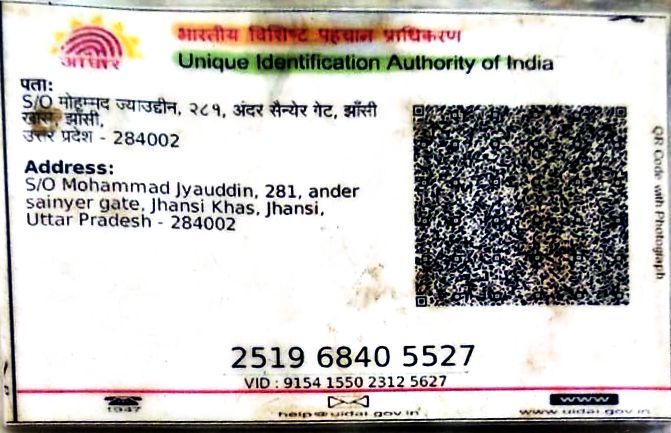 भारतीय विशिष्ट पहचान प्राधिकरण
आधार
Unique Identification Authority of India
पता:
S/O मोहम्मद ज्याउद्दीन, २८१, अंदर सैन्येर गेट, झाँसी
खास, झाँसी,
उत्तर प्रदेश - 284002
Address:
S/O Mohammad Jyauddin, 281, ander
sainyer gate, Jhansi Khas, Jhansi,
Uttar Pradesh - 284002
QR Code with Photograph
2519 6840 5527
VID : 9154 1550 2312 5627
1947
help@uidai.gov.in
www
www.uidai.gov.in